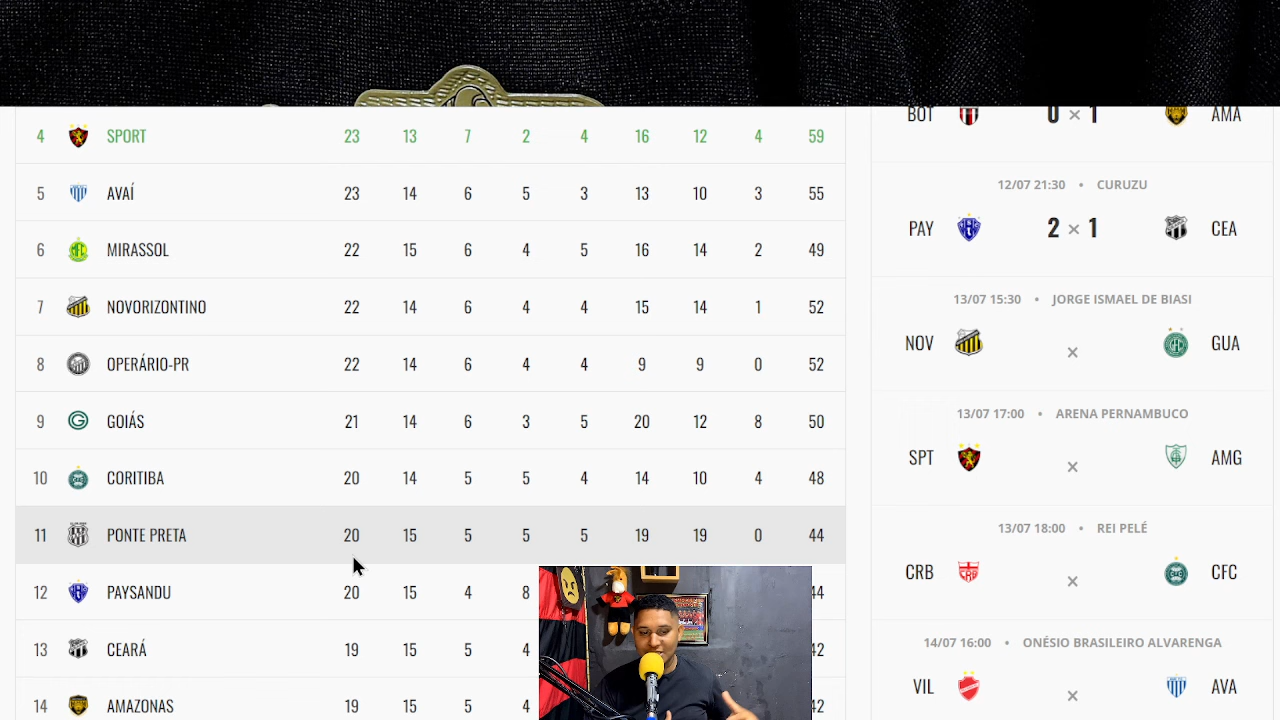 4 SPORT 23 13 7 2 4 16 12 4 59
5 AVAÍ 23 14 6 5 3 13 10 3 55
6 MIRASSOL 22 15 6 4 5 16 14 2 49
7 NOVORIZONTINO 22 14 6 4 4 15 14 1 52
8 OPERÁRIO-PR 22 14 6 4 4 9 9 0 52
9 GOIÁS 21 14 6 3 5 20 12 8 50
10 CORITIBA 20 14 5 5 4 14 10 4 48
11 PONTE PRETA 20 15 5 5 5 19 19 0 44
12 PAYSANDU 20 15 4 8 44
13 CEARÁ 19 15 5 4 42
14 AMAZONAS 19 15 5 4 42
BOT 0 × 1 AMA
12/07 21:30 • CURUZU
PAY 2 × 1 CEA
13/07 15:30 • JORGE ISMAEL DE BIASI
NOV × GUA
13/07 17:00 • ARENA PERNAMBUCO
SPT × AMG
13/07 18:00 • REI PELÉ
CRB × CFC
14/07 16:00 • ONÉSIO BRASILEIRO ALVARENGA
VIL × AVA